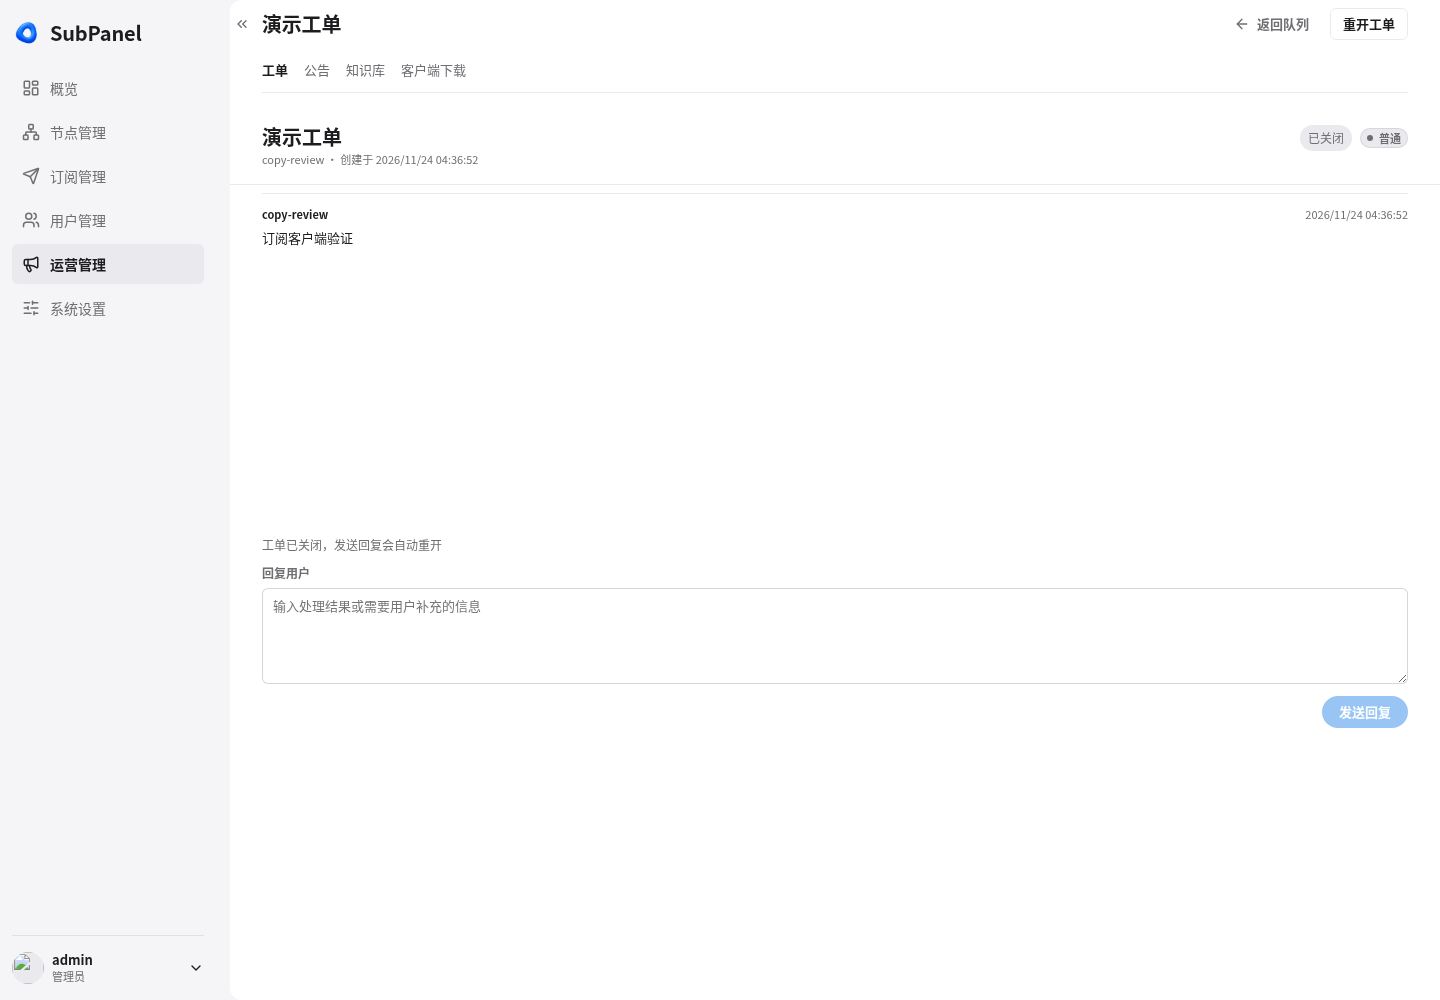 SubPanel
概览
节点管理
订阅管理
用户管理
运营管理
系统设置
admin
管理员
演示工单
返回队列
重开工单
工单 公告 知识库 客户端下载
演示工单
copy-review · 创建于 2026/11/24 04:36:52
已关闭
普通
copy-review
2026/11/24 04:36:52
订阅客户端验证
工单已关闭，发送回复会自动重开
回复用户
输入处理结果或需要用户补充的信息
发送回复